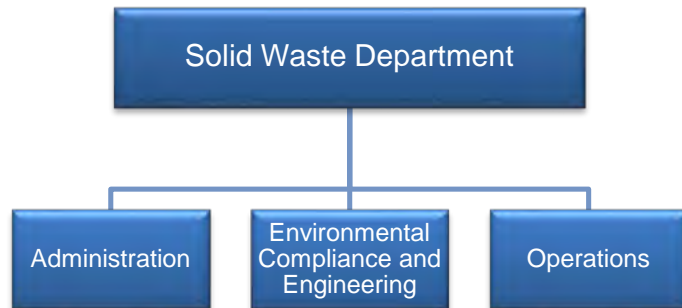 Solid Waste Department
Administration
Environmental
Compliance and
Engineering
Operations